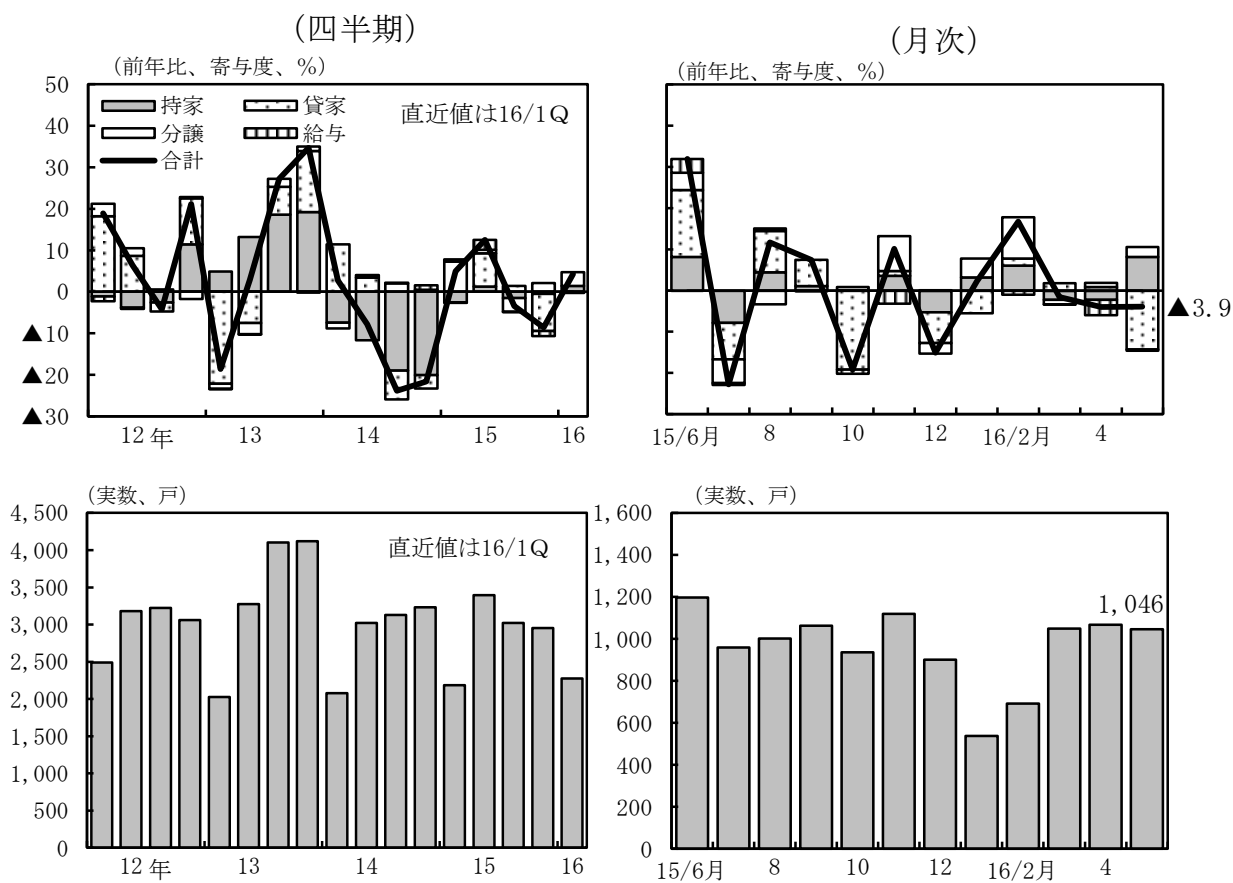 (四半期)
(前年比、寄与度、%)
50
40
30
20
10
0
▲10
▲20
▲30
持家
貸家
分譲
給与
合計
直近値は16/1Q
12年
13
14
15
16
(月次)
(前年比、寄与度、%)
▲3.9
15/6月
8
10
12
16/2月
4
(実数、戸)
4,500
4,000
3,500
3,000
2,500
2,000
1,500
1,000
500
0
直近値は16/1Q
12年
13
14
15
16
(実数、戸)
1,600
1,400
1,200
1,000
800
600
400
200
0
1,046
15/6月
8
10
12
16/2月
4